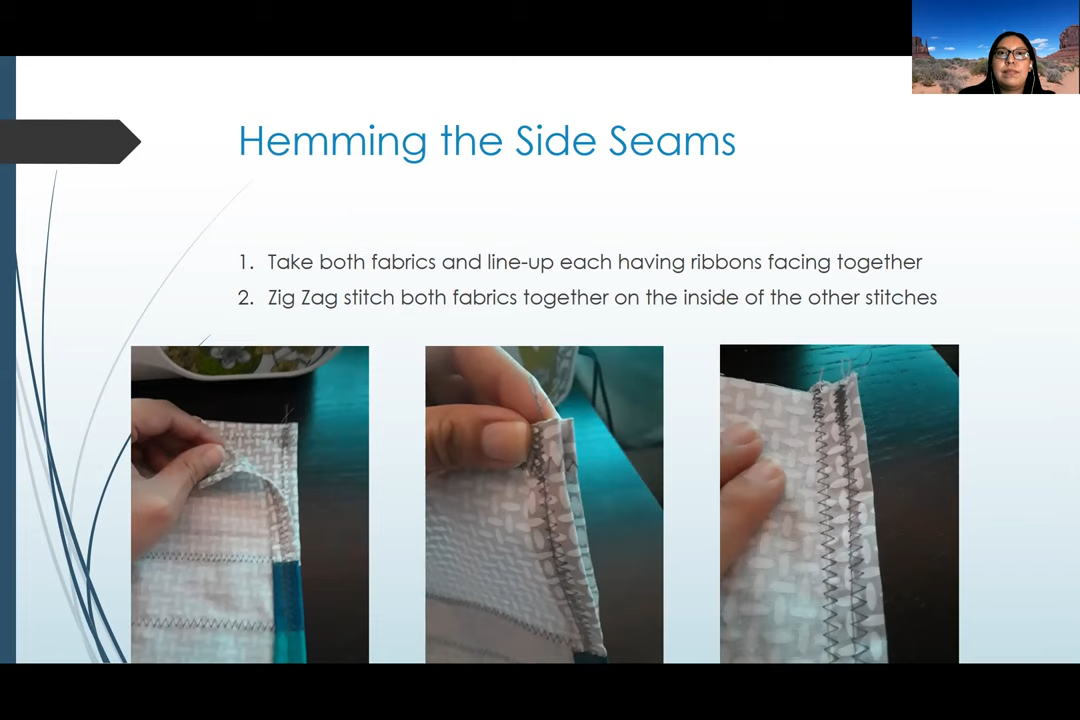 Hemming the Side Seams
1. Take both fabrics and line-up each having ribbons facing together
2. Zig Zag stitch both fabrics together on the inside of the other stitches